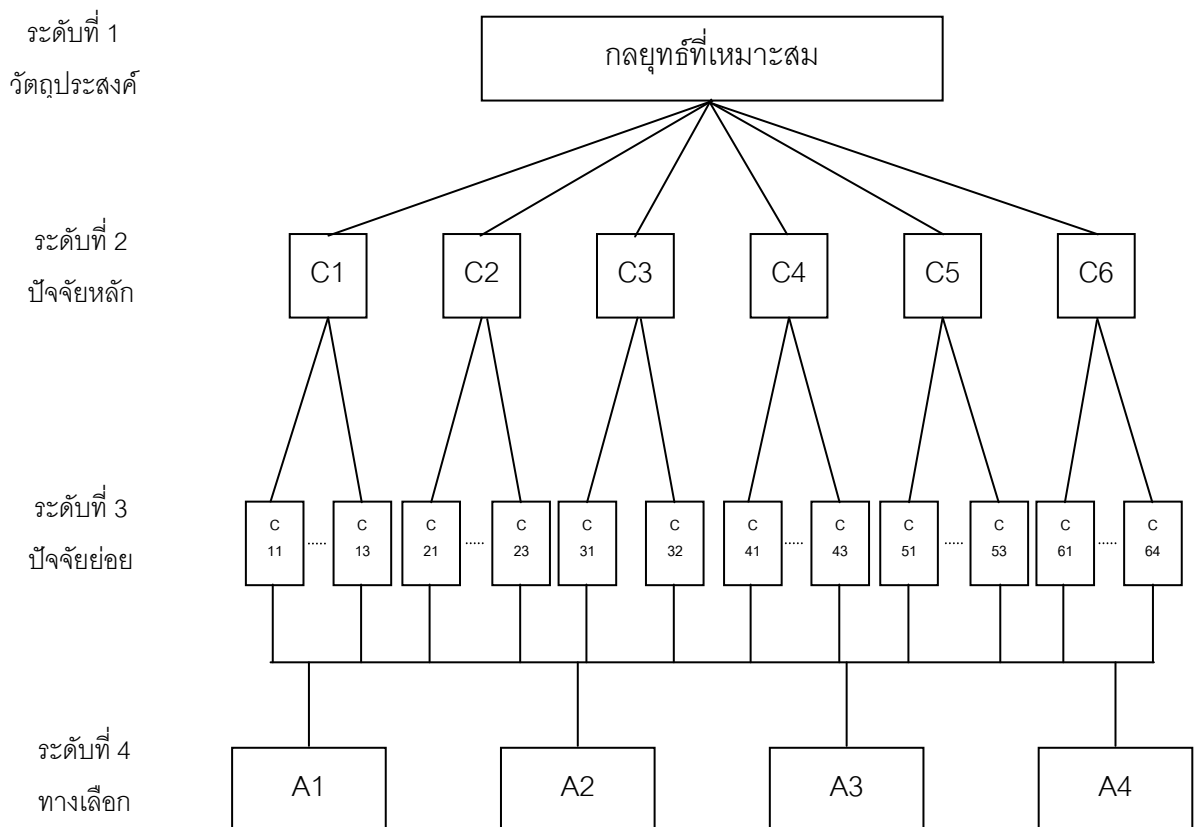 ระดับที่ 1
วัตถุประสงค์
กลยุทธ์ที่เหมาะสม
ระดับที่ 2
ปัจจัยหลัก
C1 C2 C3 C4 C5 C6
ระดับที่ 3
ปัจจัยย่อย
C C C C C C C C C C C C
11 ..... 13 21 ..... 23 31 32 41 ..... 43 51 ..... 53 61 ..... 64
ระดับที่ 4
ทางเลือก
A1 A2 A3 A4